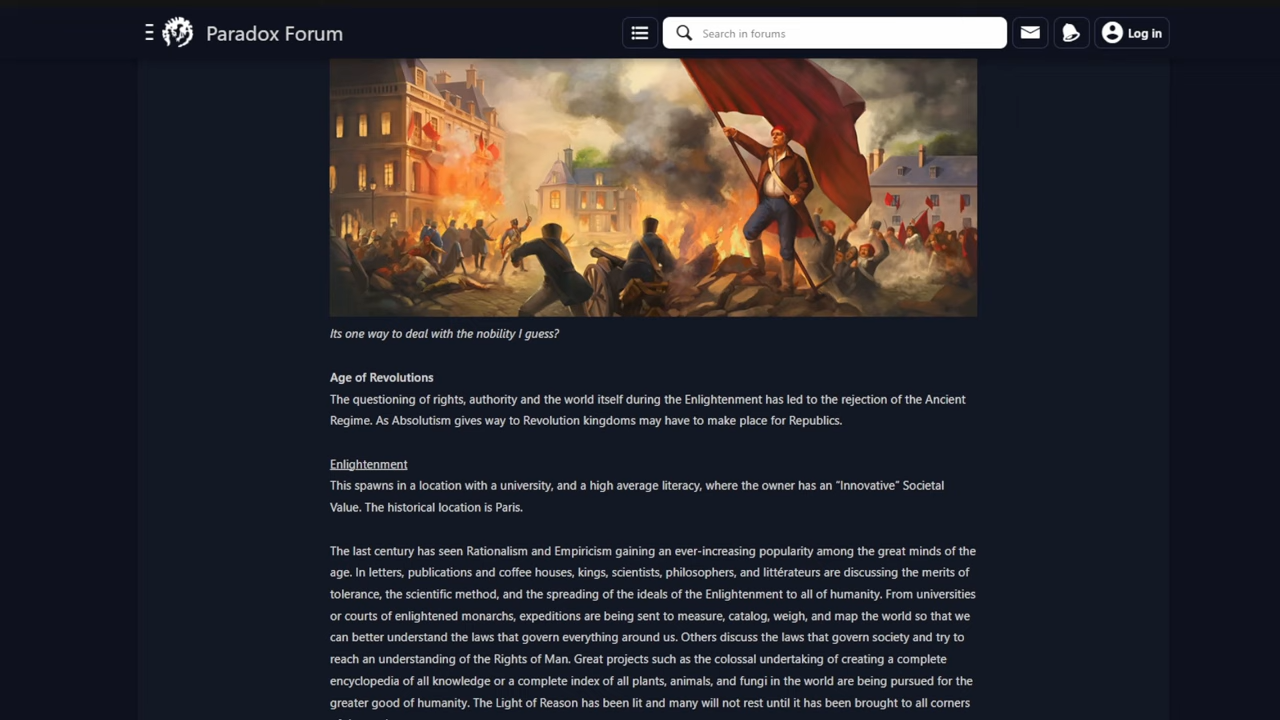 Paradox Forum
Search in forums
Log in
Its one way to deal with the nobility I guess?
Age of Revolutions
The questioning of rights, authority and the world itself during the Enlightenment has led to the rejection of the Ancient
Regime. As Absolutism gives way to Revolution kingdoms may have to make place for Republics.
Enlightenment
This spawns in a location with a university, and a high average literacy, where the owner has an “Innovative” Societal
Value. The historical location is Paris.
The last century has seen Rationalism and Empiricism gaining an ever-increasing popularity among the great minds of the
age. In letters, publications and coffee houses, kings, scientists, philosophers, and littérateurs are discussing the merits of
tolerance, the scientific method, and the spreading of the ideals of the Enlightenment to all of humanity. From universities
or courts of enlightened monarchs, expeditions are being sent to measure, catalog, weigh, and map the world so that we
can better understand the laws that govern everything around us. Others discuss the laws that govern society and try to
reach an understanding of the Rights of Man. Great projects such as the colossal undertaking of creating a complete
encyclopedia of all knowledge or a complete index of all plants, animals, and fungi in the world are being pursued for the
greater good of humanity. The Light of Reason has been lit and many will not rest until it has been brought to all corners